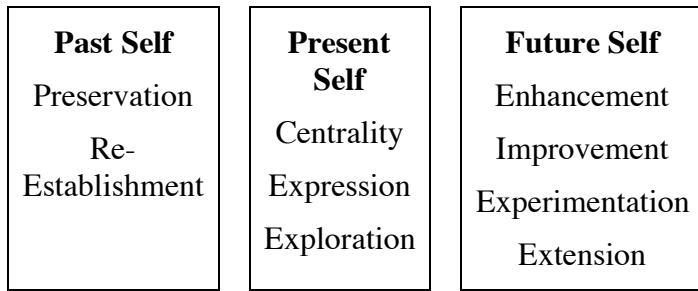 Past Self
Preservation
Re-
Establishment
Present
Self
Centrality
Expression
Exploration
Future Self
Enhancement
Improvement
Experimentation
Extension